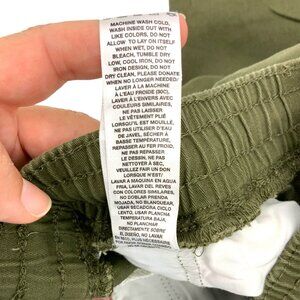 MACHINE WASH COLD,
WASH INSIDE OUT WITH
LIKE COLORS, DO NOT
ALLOW TO LAY ON ITSELF
WHEN WET, DO NOT
BLEACH, TUMBLE DRY
LOW, COOL IRON, DO NOT
IRON DESIGN, DO NOT
DRY CLEAN, PLEASE DONATE
WHEN NO LONGER NEEDED/
LAVER À LA MACHINE
À L'EAU FROIDE (30C),
LAVER À L'ENVERS AVEC
COULEURS SIMILAIRES,
NE PAS LAISSER
LE VÊTEMENT PLIÉ
LORSQU'IL EST MOUILLÉ,
NE PAS UTILISER D'EAU
DE JAVEL, SÉCHER À
BASSE TEMPÉRATURE,
REPASSER AU FER FROID,
NE PAS REPASSER
LE DESSIN, NE PAS
NETTOYER À SEC,
VEUILLEZ FAIRE UN DON
LORSQUE N'EST/
LAVAR A MAQUINA EN AGUA
FRIA, LAVAR DEL REVES
CON COLORES SIMILARES,
NO DOBLAR PRENDA
MOJADA, NO BLANQUEAR,
USAR SECADORA CICLO
LENTO, USAR PLANCHA
TEMPERATURA BAJA,
NO PLANCHAR
DIRECTAMENTE SOBRE
EL DISEÑO, NO LAVAR
EN SECO,